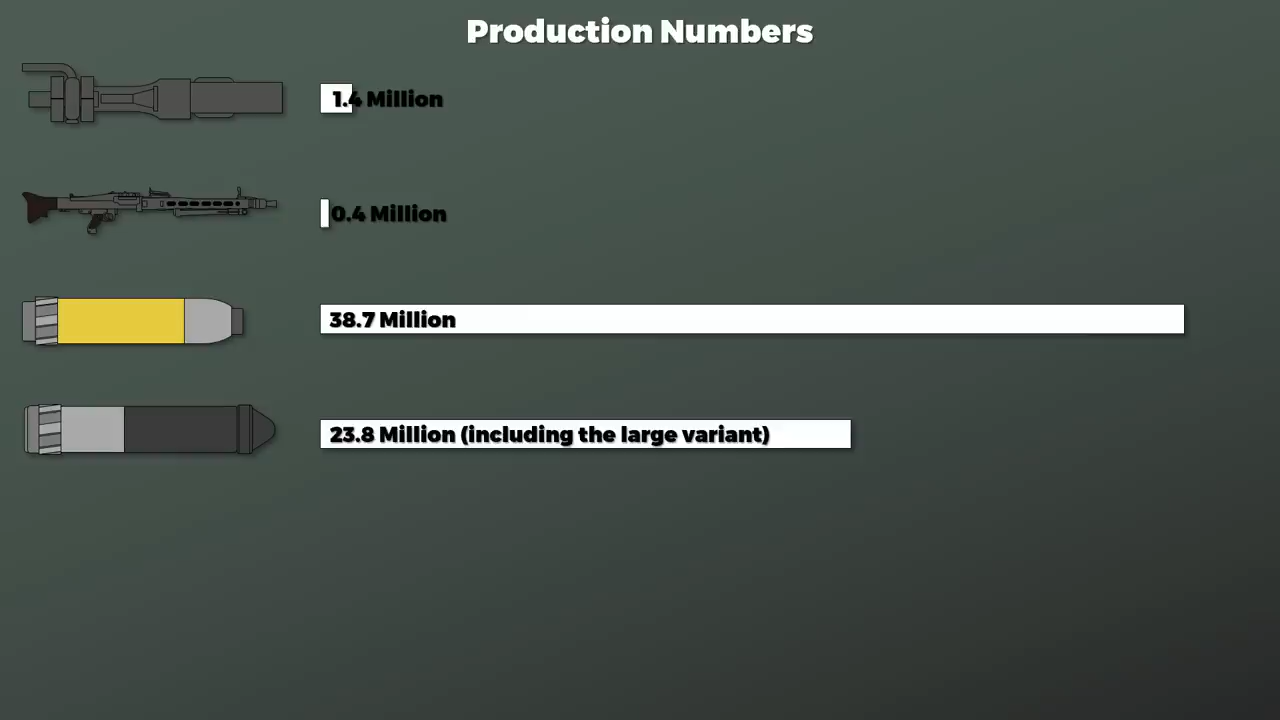 Production Numbers
1.4 Million
0.4 Million
38.7 Million
23.8 Million (including the large variant)